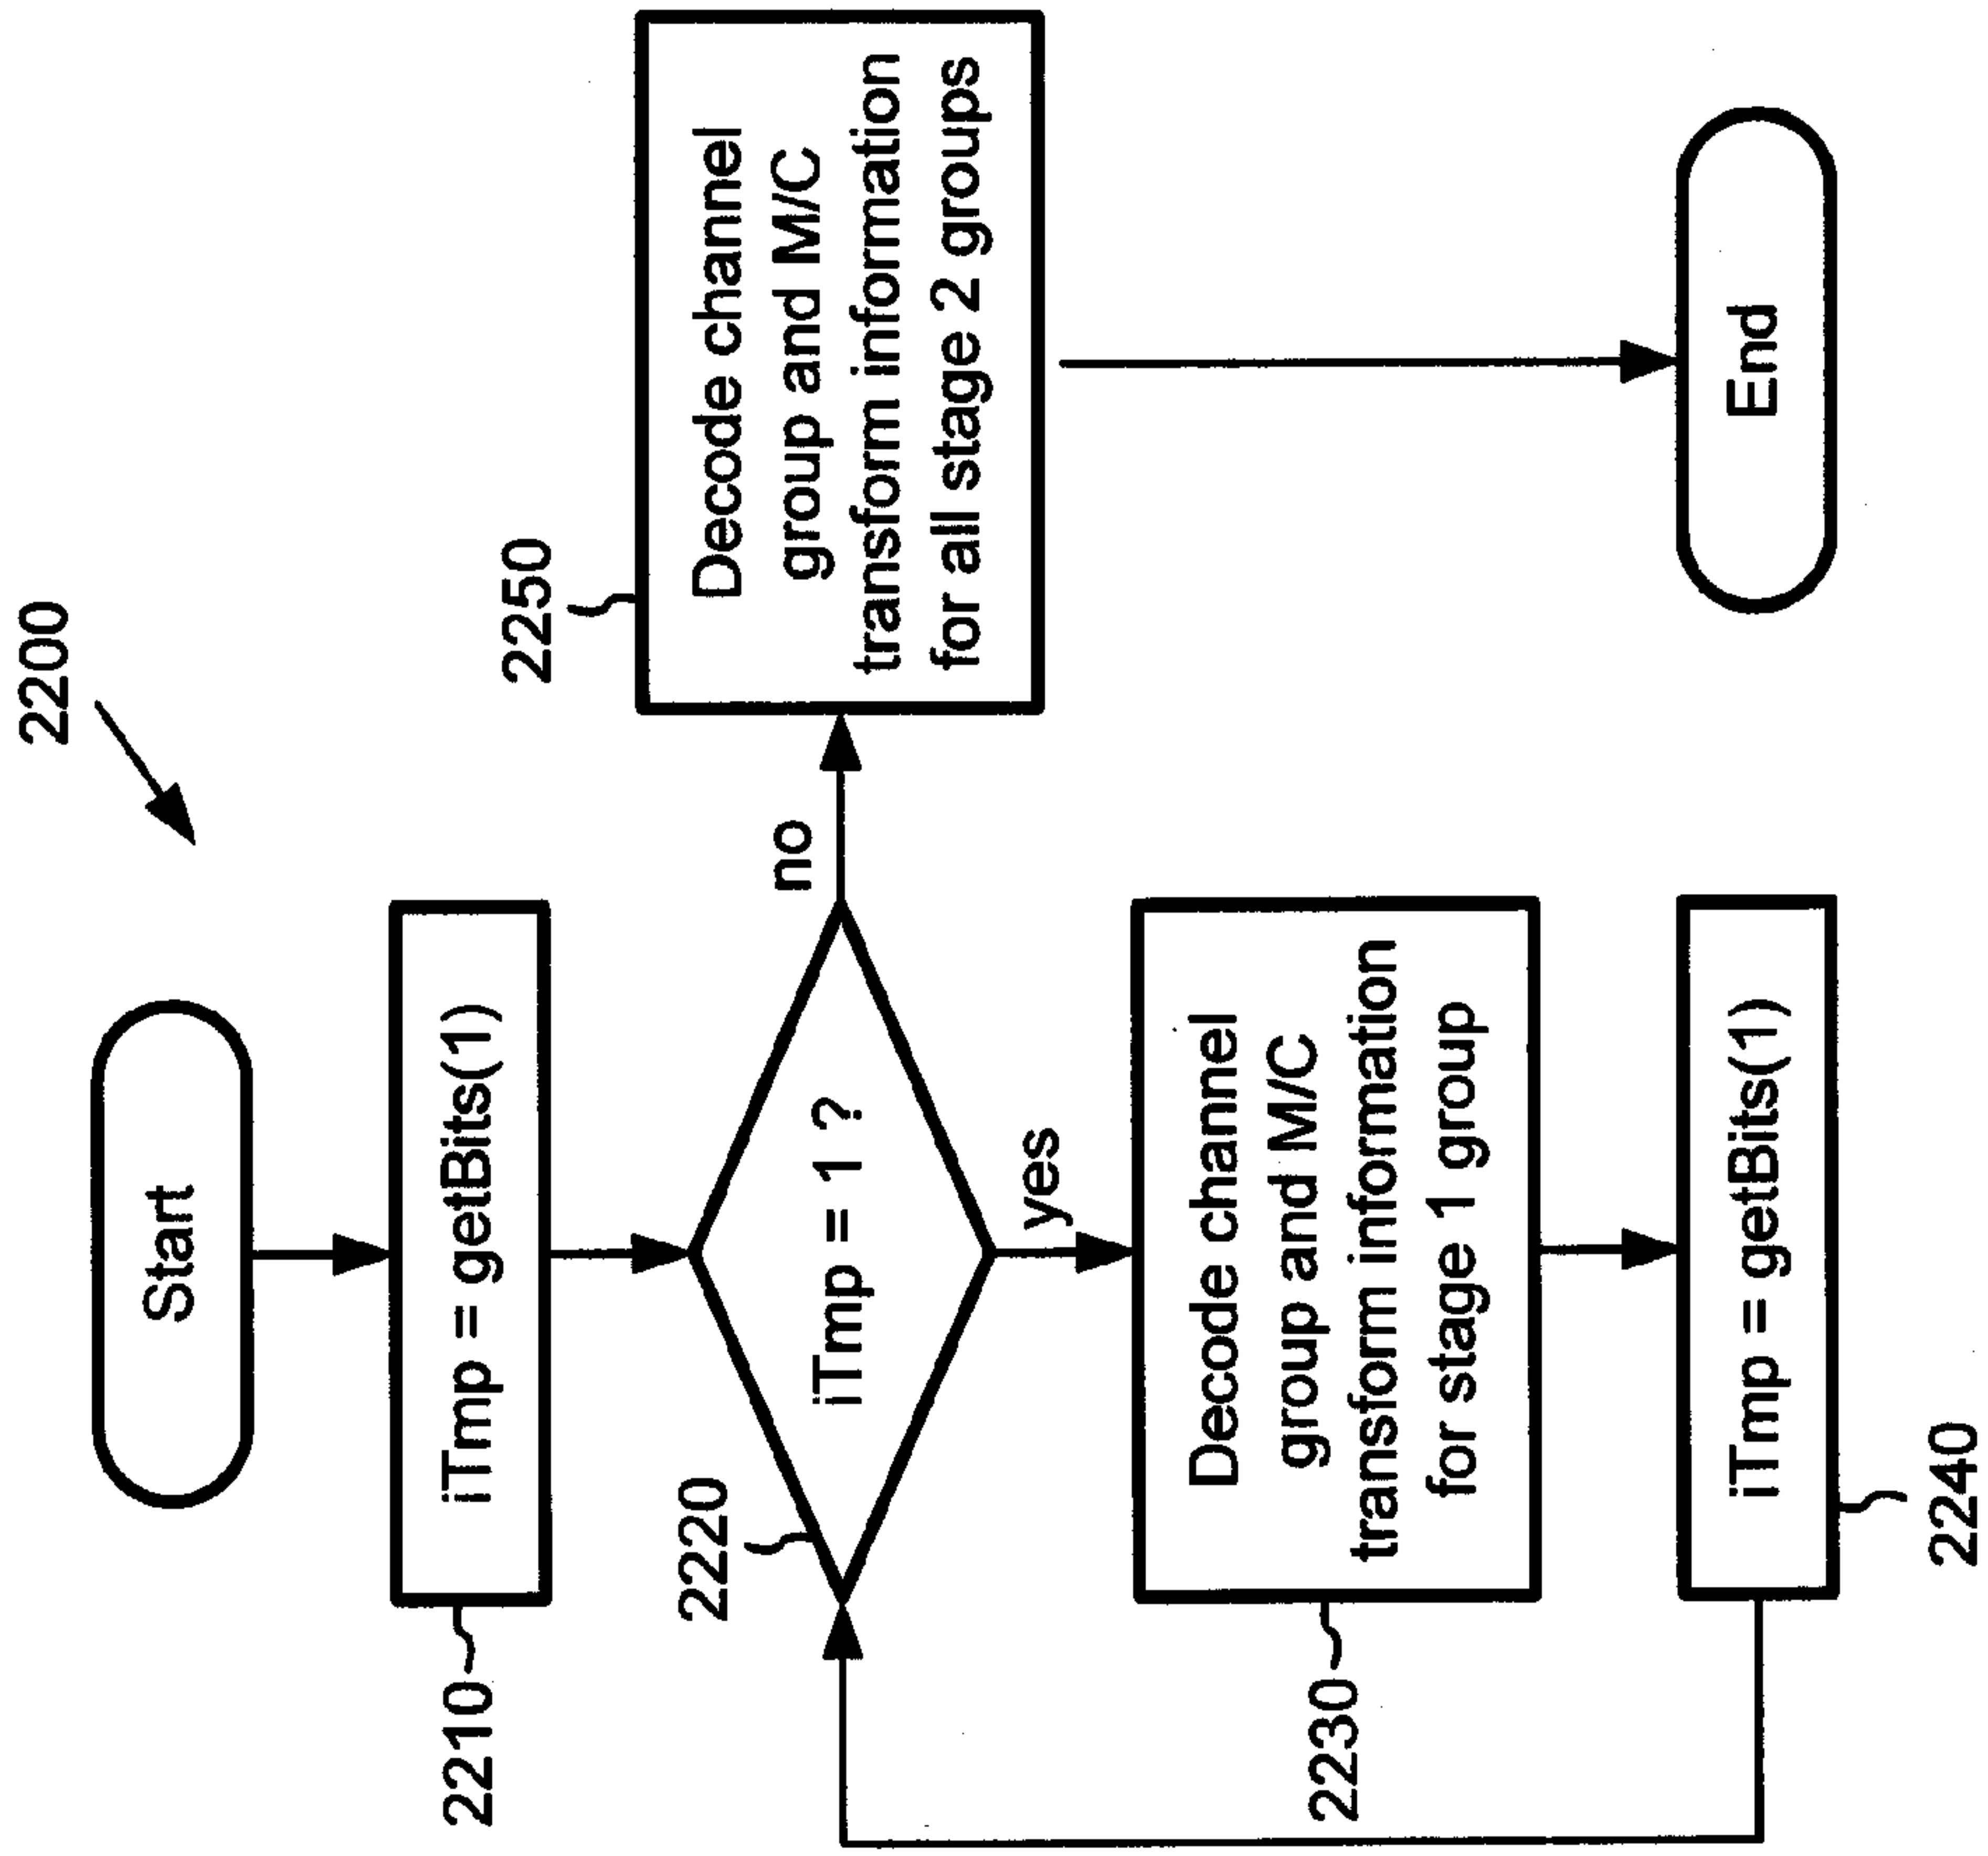 2200
Start
2210
iTmp = getBits(1)
2220
iTmp = 1 ?
no
yes
2250
Decode channel
group and M/C
transform information
for all stage 2 groups
2230
Decode channel
group and M/C
transform information
for stage 1 group
2240
iTmp = getBits(1)
End